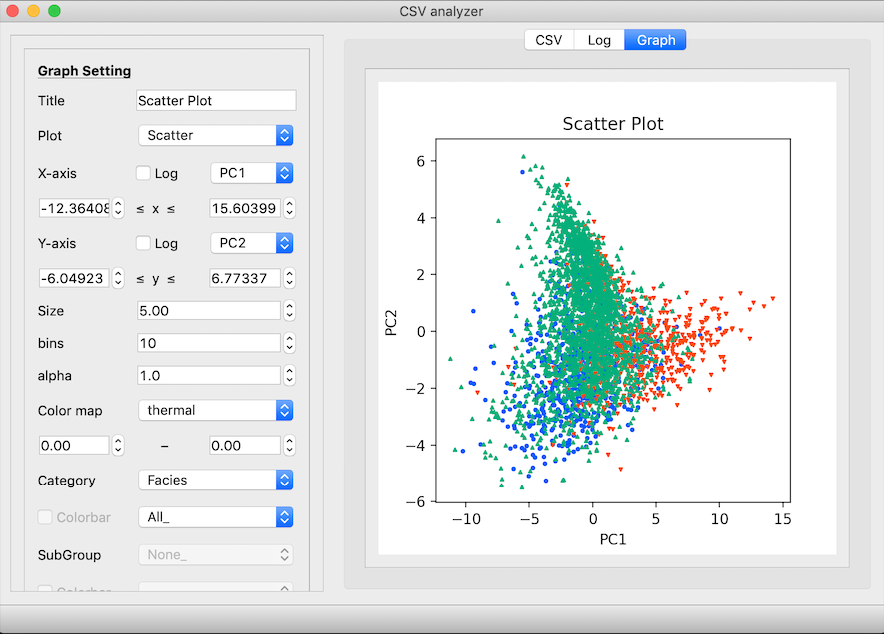 CSV analyzer
Graph Setting
Title Scatter Plot
Plot Scatter
X-axis Log PC1
-12.36408 ≤ x ≤ 15.60399
Y-axis Log PC2
-6.04923 ≤ y ≤ 6.77337
Size 5.00
bins 10
alpha 1.0
Color map thermal
0.00 – 0.00
Category Facies
Colorbar All_
SubGroup None_
CSV Log Graph
Scatter Plot
6
4
2
0
−2
−4
−6
PC2
−10 −5 0 5 10 15
PC1